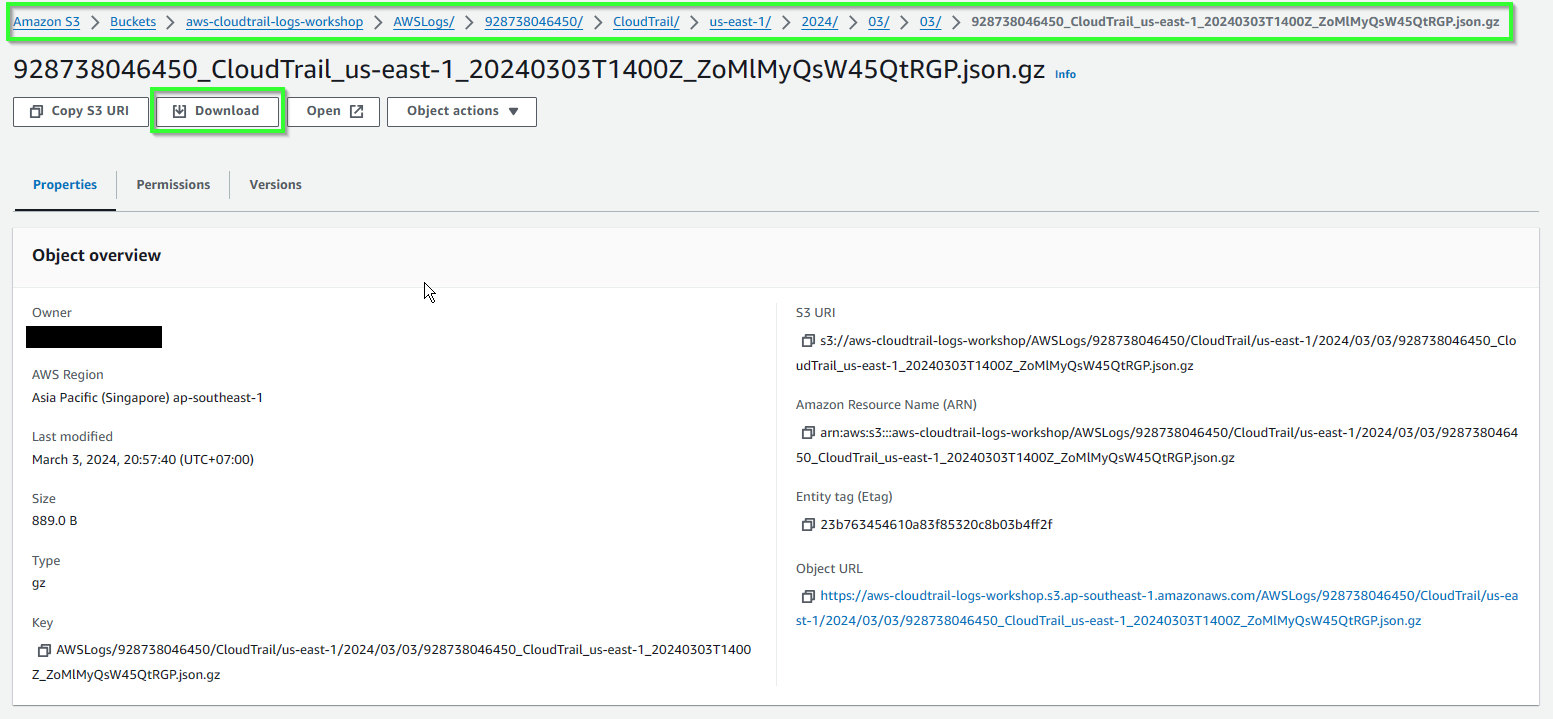 Amazon S3 > Buckets > aws-cloudtrail-logs-workshop > AWSLogs/ > 928738046450/ > CloudTrail/ > us-east-1/ > 2024/ > 03/ > 03/ > 928738046450_CloudTrail_us-east-1_20240303T1400Z_ZoMlMyQsW45QtRGP.json.gz
928738046450_CloudTrail_us-east-1_20240303T1400Z_ZoMlMyQsW45QtRGP.json.gz Info
Copy S3 URI Download Open Object actions
Properties Permissions Versions
Object overview
Owner
AWS Region
Asia Pacific (Singapore) ap-southeast-1
Last modified
March 3, 2024, 20:57:40 (UTC+07:00)
Size
889.0 B
Type
gz
Key
AWSLogs/928738046450/CloudTrail/us-east-1/2024/03/03/928738046450_CloudTrail_us-east-1_20240303T1400
Z_ZoMlMyQsW45QtRGP.json.gz
S3 URI
s3://aws-cloudtrail-logs-workshop/AWSLogs/928738046450/CloudTrail/us-east-1/2024/03/03/928738046450_Clo
udTrail_us-east-1_20240303T1400Z_ZoMlMyQsW45QtRGP.json.gz
Amazon Resource Name (ARN)
arn:aws:s3:::aws-cloudtrail-logs-workshop/AWSLogs/928738046450/CloudTrail/us-east-1/2024/03/03/9287380464
50_CloudTrail_us-east-1_20240303T1400Z_ZoMlMyQsW45QtRGP.json.gz
Entity tag (Etag)
23b763454610a83f85320c8b03b4ff2f
Object URL
https://aws-cloudtrail-logs-workshop.s3.ap-southeast-1.amazonaws.com/AWSLogs/928738046450/CloudTrail/us-ea
st-1/2024/03/03/928738046450_CloudTrail_us-east-1_20240303T1400Z_ZoMlMyQsW45QtRGP.json.gz